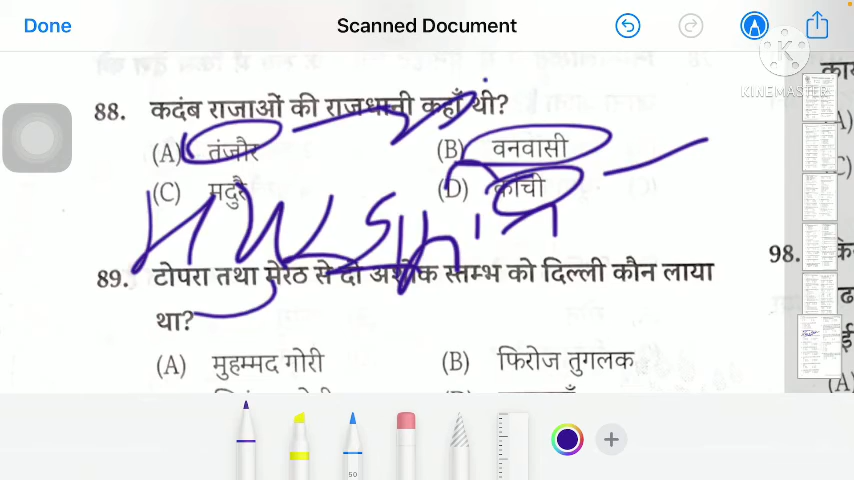 Done
Scanned Document
KINEMASTER
88. कदंब राजाओं की राजधानी कहाँ थी?
(A) तंजौर
(B) वनवासी
(C) मदुरै
(D) कांची
89. टोपरा तथा मेरठ से दो अशोक स्तम्भ को दिल्ली कौन लाया
था?
(A) मुहम्मद गोरी
(B) फिरोज तुगलक
98.
(A)
50